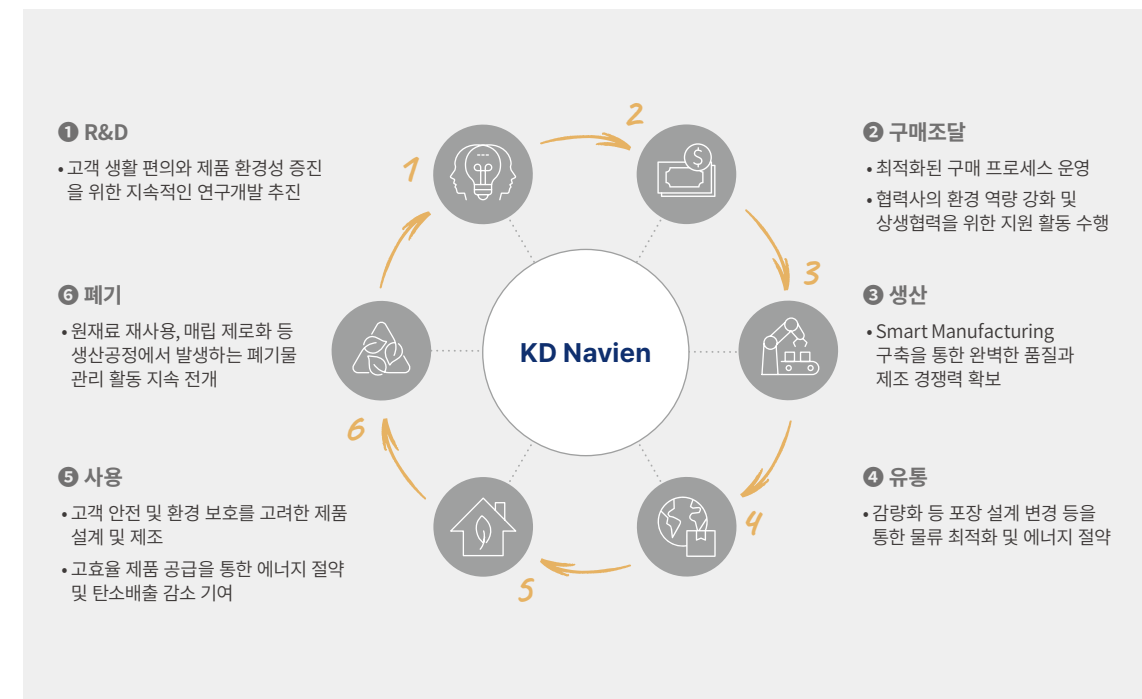 ❶ R&D
• 고객 생활 편의와 제품 환경성 증진
을 위한 지속적인 연구개발 추진
❷ 구매조달
• 최적화된 구매 프로세스 운영
• 협력사의 환경 역량 강화 및
상생협력을 위한 지원 활동 수행
❸ 생산
• Smart Manufacturing
구축을 통한 완벽한 품질과
제조 경쟁력 확보
❹ 유통
• 감량화 등 포장 설계 변경 등을
통한 물류 최적화 및 에너지 절약
❺ 사용
• 고객 안전 및 환경 보호를 고려한 제품
설계 및 제조
• 고효율 제품 공급을 통한 에너지 절약
및 탄소배출 감소 기여
❻ 폐기
• 원재료 재사용, 매립 제로화 등
생산공정에서 발생하는 폐기물
관리 활동 지속 전개
KD Navien
1
2
$
3
4
5
6